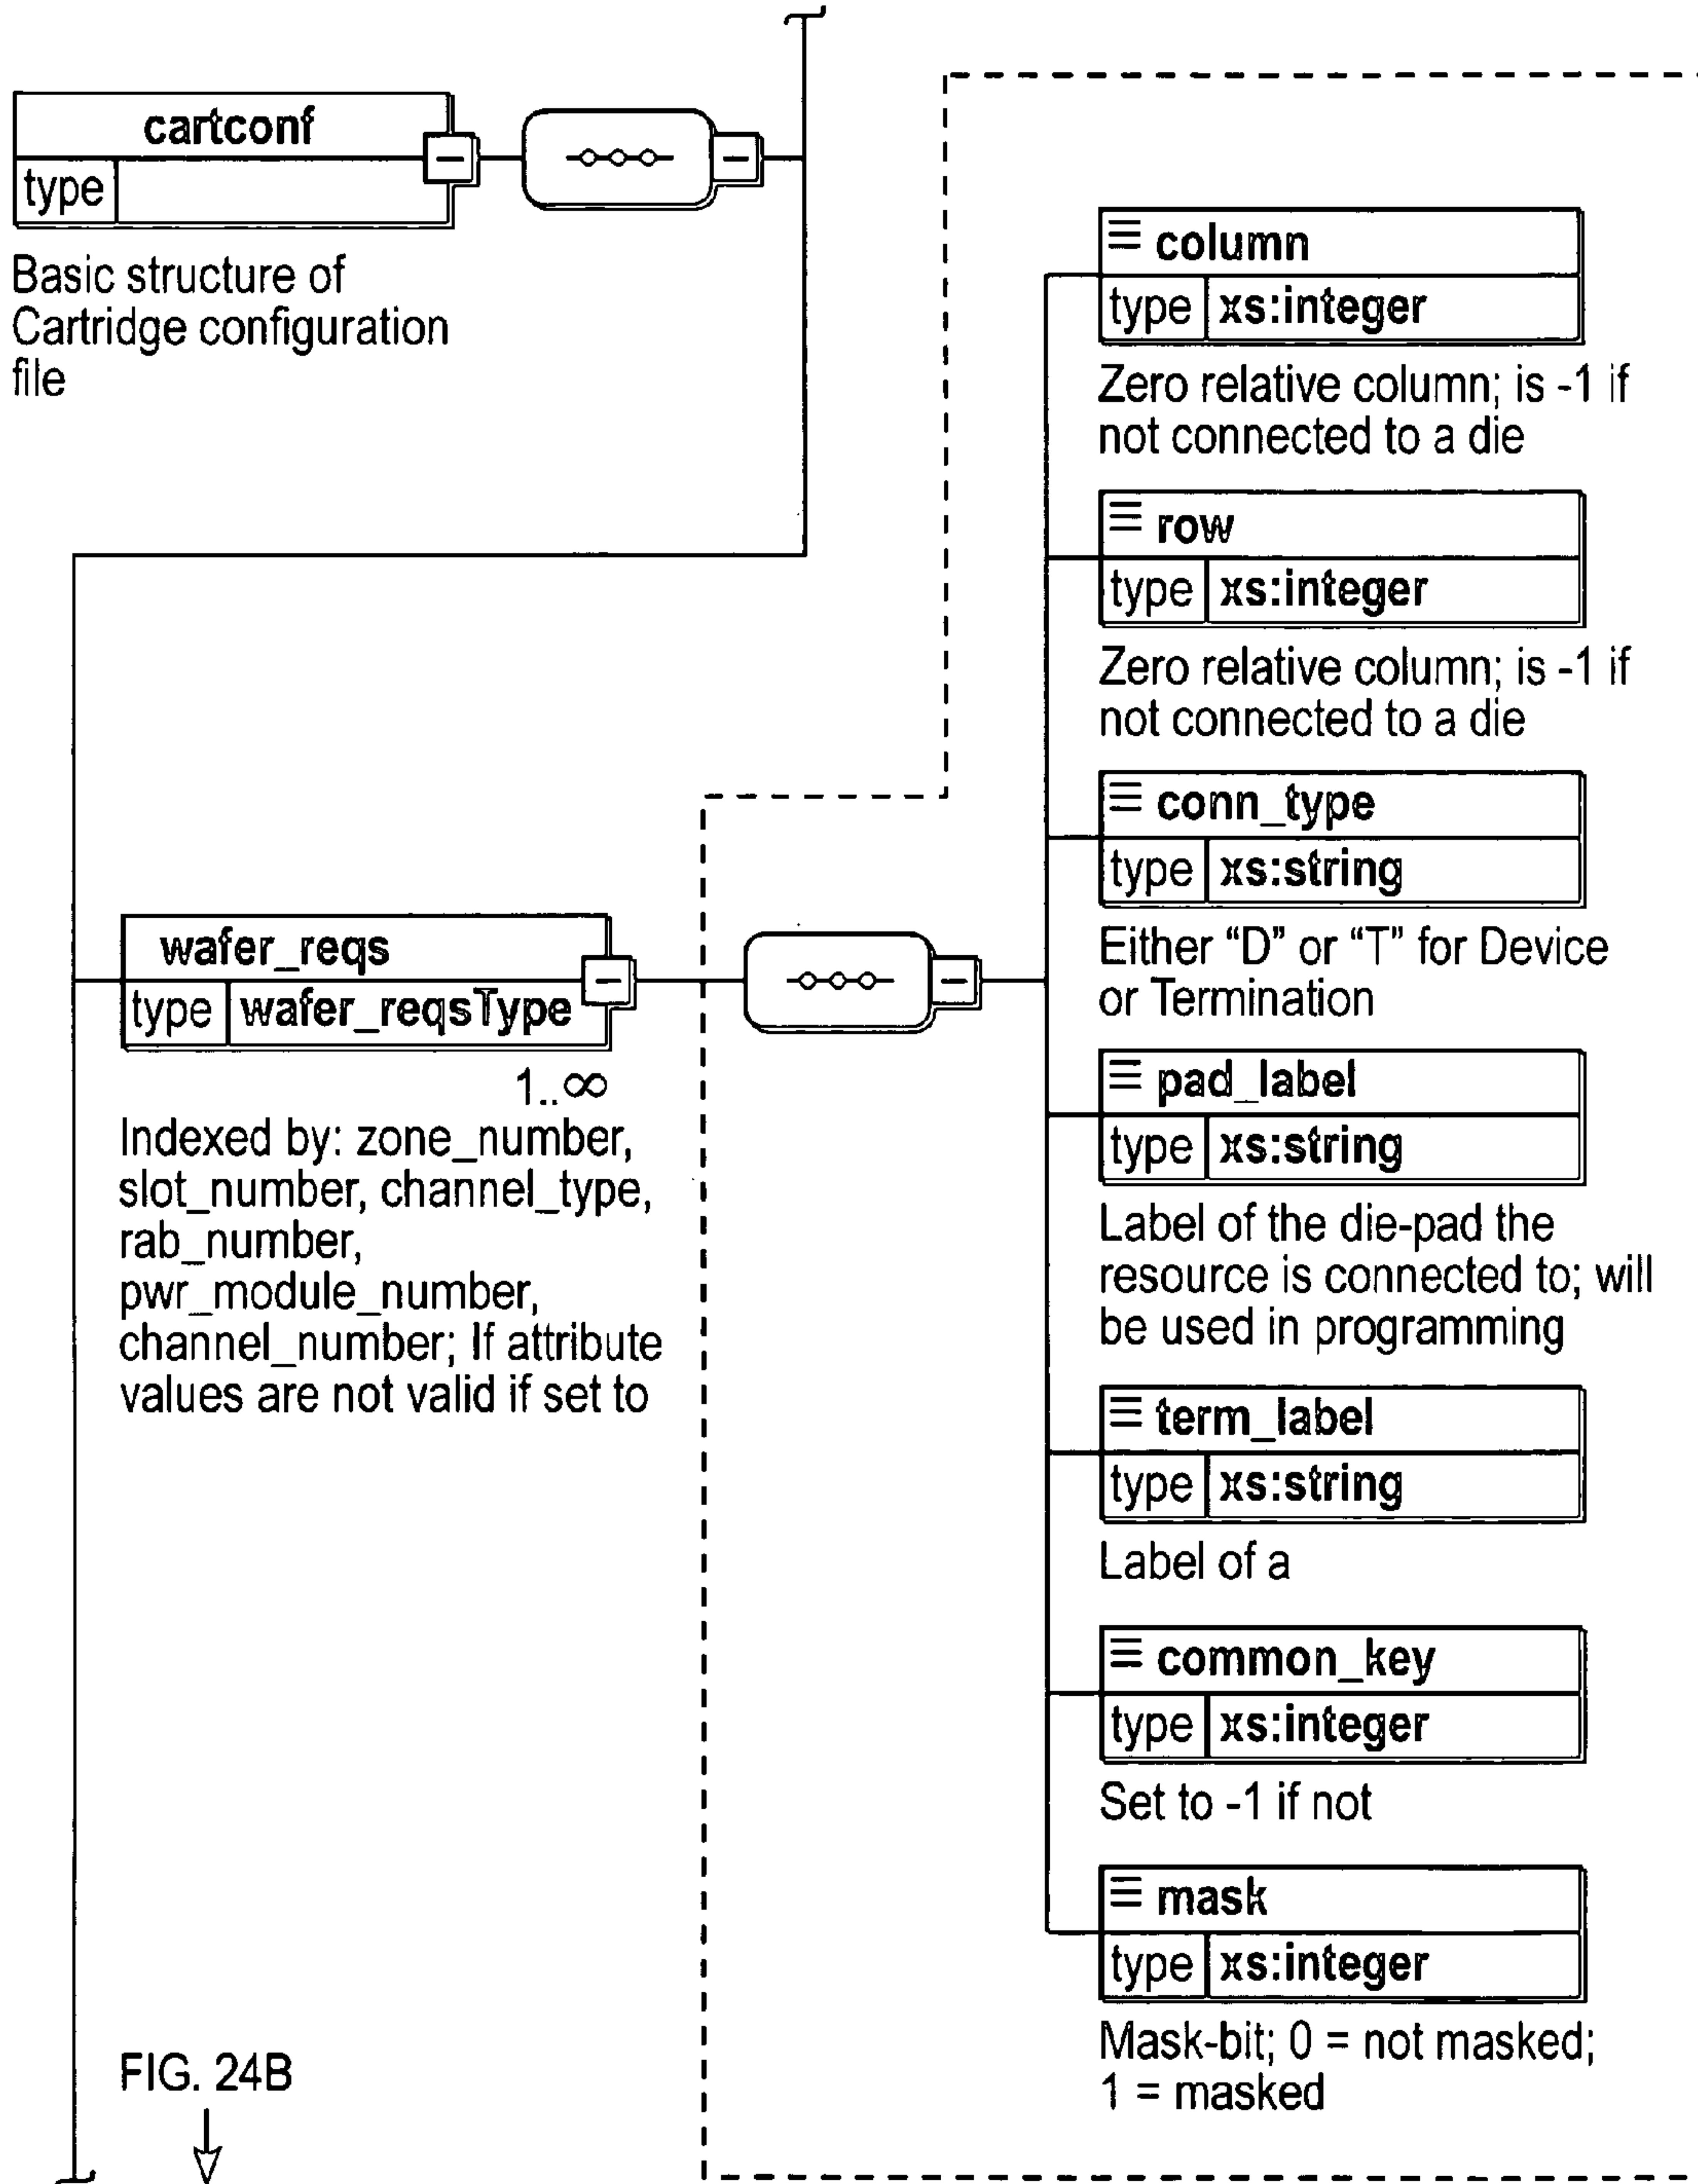 cartconf
type
Basic structure of
Cartridge configuration
file
wafer_reqs
type wafer_reqsType
1..∞
Indexed by: zone_number,
slot_number, channel_type,
rab_number,
pwr_module_number,
channel_number; If attribute
values are not valid if set to
column
type xs:integer
Zero relative column; is -1 if
not connected to a die
row
type xs:integer
Zero relative column; is -1 if
not connected to a die
conn_type
type xs:string
Either “D” or “T” for Device
or Termination
pad_label
type xs:string
Label of the die-pad the
resource is connected to; will
be used in programming
term_label
type xs:string
Label of a
common_key
type xs:integer
Set to -1 if not
mask
type xs:integer
Mask-bit; 0 = not masked;
1 = masked
FIG. 24B